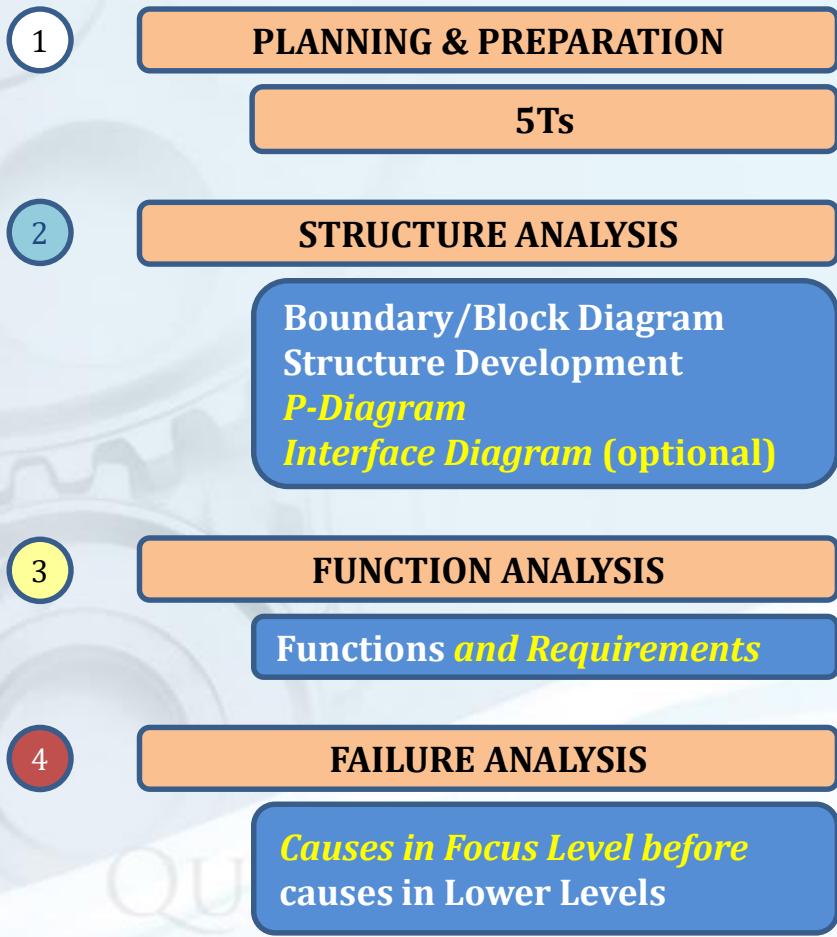 1
PLANNING & PREPARATION
5Ts
2
STRUCTURE ANALYSIS
Boundary/Block Diagram
Structure Development
P-Diagram
Interface Diagram (optional)
3
FUNCTION ANALYSIS
Functions and Requirements
4
FAILURE ANALYSIS
Causes in Focus Level before
causes in Lower Levels
QU